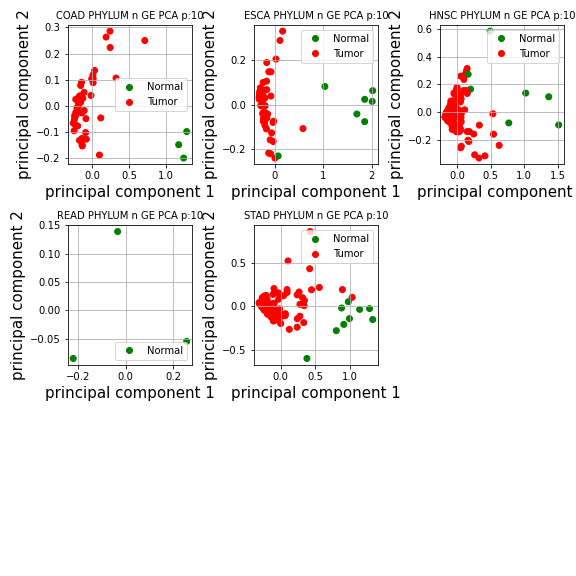 COAD PHYLUM n GE PCA p:10
principal component 2
0.3
0.2
0.1
0.0
−0.1
−0.2
Normal
Tumor
0
1
principal component 1
ESCA PHYLUM n GE PCA p:10
principal component 2
0.2
0.0
−0.2
Normal
Tumor
0
1
2
principal component 1
HNSC PHYLUM n GE PCA p:10
principal component 2
0.6
0.4
0.2
0.0
−0.2
Normal
Tumor
0.0
0.5
1.0
1.5
principal component
READ PHYLUM n GE PCA p:10
principal component 2
0.15
0.10
0.05
0.00
−0.05
Normal
−0.2
0.0
0.2
principal component 1
STAD PHYLUM n GE PCA p:10
principal component 2
0.5
0.0
−0.5
Normal
Tumor
0.0
0.5
1.0
principal component 1